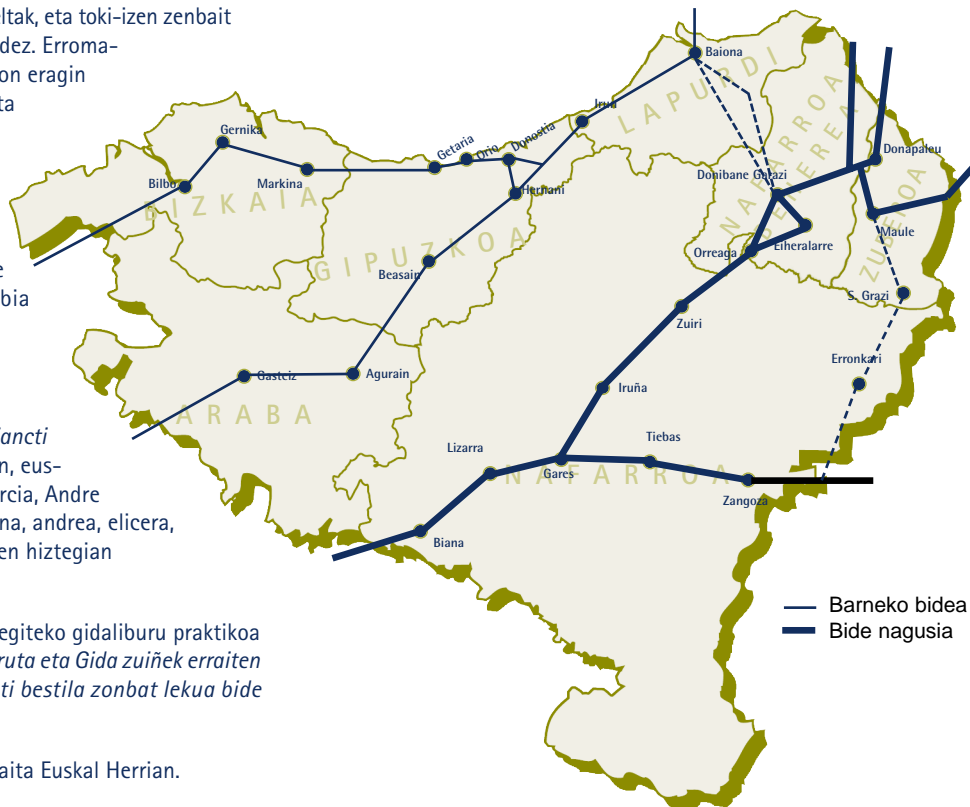 eltak, eta toki-izen zenbait
dez. Erroma-
on eragin
ta
e
bia
ancti
n, eus-
rcia, Andre
na, andrea, elicera,
en hiztegian
egiteko gidaliburu praktikoa
ruta eta Gida zuiñek erraiten
ti bestila zonbat lekua bide
aita Euskal Herrian.
Baiona
LAPURDI
Irun
Gernika
Getaria
Orio
Donostia
NAFARROA
BEHEREA
Donapaleu
Donibane Garazi
Bilbo
Markina
Hernani
BIZKAIA
GIPUZKOA
Maule
ZUBEROA
Orreaga
Eiheralarre
Beasain
S. Grazi
Zuiri
Erronkari
Gasteiz
Agurain
Iruña
ARABA
Lizarra
Tiebas
Gares
NAFARROA
Zangoza
Biana
Barneko bidea
Bide nagusia